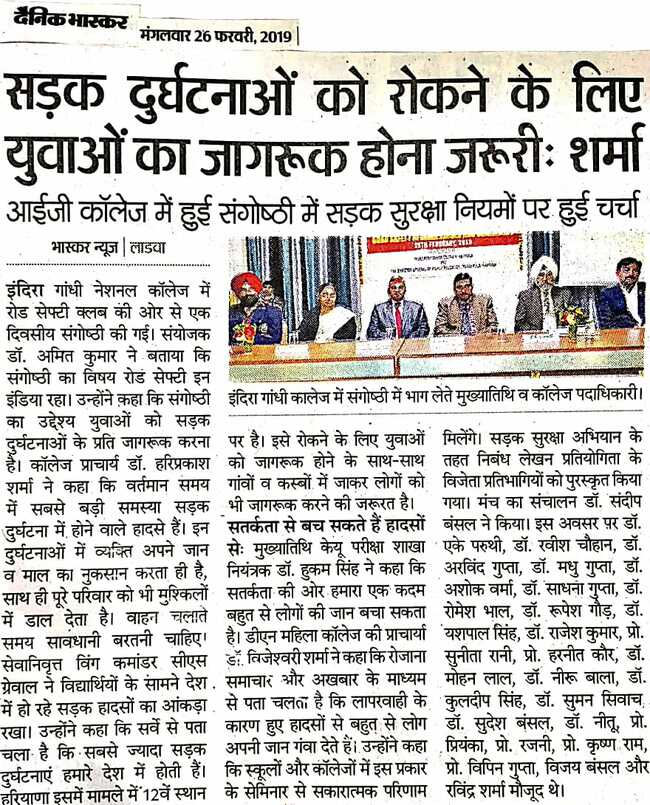 दैनिक भास्कर
मंगलवार 26 फरवरी, 2019
सड़क दुर्घटनाओं को रोकने के लिए
युवाओं का जागरूक होना जरूरी: शर्मा
आईजी कॉलेज में हुई संगोष्ठी में सड़क सुरक्षा नियमों पर हुई चर्चा
भास्कर न्यूज | लाडवा
इंदिरा गांधी नेशनल कॉलेज में
रोड सेफ्टी क्लब की ओर से एक
दिवसीय संगोष्ठी की गई। संयोजक
डॉ. अमित कुमार ने बताया कि
संगोष्ठी का विषय रोड सेफ्टी इन
इंडिया रहा। उन्होंने कहा कि संगोष्ठी
का उद्देश्य युवाओं को सड़क
दुर्घटनाओं के प्रति जागरूक करना
है। कॉलेज प्राचार्य डॉ. हरिप्रकाश
शर्मा ने कहा कि वर्तमान समय
में सबसे बड़ी समस्या सड़क
दुर्घटना में होने वाले हादसे हैं। इन
दुर्घटनाओं में व्यक्ति अपने जान
व माल का नुकसान करता ही है,
साथ ही पूरे परिवार को भी मुश्किलों
में डाल देता है। वाहन चलाते
समय सावधानी बरतनी चाहिए।
सेवानिवृत्त विंग कमांडर सीएस
ग्रेवाल ने विद्यार्थियों के सामने देश
में हो रहे सड़क हादसों का आंकड़ा
रखा। उन्होंने कहा कि सर्वे से पता
चला है कि सबसे ज्यादा सड़क
दुर्घटनाएं हमारे देश में होती हैं।
हरियाणा इसमें मामले में 12वें स्थान
25TH FEBRUARY, 2019
इंदिरा गांधी कालेज में संगोष्ठी में भाग लेते मुख्यातिथि व कॉलेज पदाधिकारी।
पर है। इसे रोकने के लिए युवाओं
को जागरूक होने के साथ-साथ
गांवों व कस्बों में जाकर लोगों को
भी जागरूक करने की जरूरत है।
सतर्कता से बच सकते हैं हादसों
से: मुख्यातिथि केयू परीक्षा शाखा
नियंत्रक डॉ. हुकम सिंह ने कहा कि
सतर्कता की ओर हमारा एक कदम
बहुत से लोगों की जान बचा सकता
है। डीएन महिला कॉलेज की प्राचार्या
डॉ. विजेश्वरी शर्मा ने कहा कि रोजाना
समाचार और अखबार के माध्यम
से पता चलता है कि लापरवाही के
कारण हुए हादसों से बहुत से लोग
अपनी जान गंवा देते हैं। उन्होंने कहा
कि स्कूलों और कॉलेजों में इस प्रकार
के सेमिनार से सकारात्मक परिणाम
मिलेंगे। सड़क सुरक्षा अभियान के
तहत निबंध लेखन प्रतियोगिता के
विजेता प्रतिभागियों को पुरस्कृत किया
गया। मंच का संचालन डॉ. संदीप
बंसल ने किया। इस अवसर पर डॉ.
एके परुथी, डॉ. रवीश चौहान, डॉ.
अरविंद गुप्ता, डॉ. मधु गुप्ता, डॉ.
अशोक वर्मा, डॉ. साधना गुप्ता, डॉ.
रोमेश भाल, डॉ. रूपेश गौड़, डॉ.
यशपाल सिंह, डॉ. राजेश कुमार, प्रो.
सुनीता रानी, प्रो. हरनीत कौर, डॉ.
मोहन लाल, डॉ. नीरू बाला, डॉ.
कुलदीप सिंह, डॉ. सुमन सिवाच
डॉ. सुदेश बंसल, डॉ. नीतू, प्रो.
प्रियंका, प्रो. रजनी, प्रो. कृष्ण राम,
प्रो. विपिन गुप्ता, विजय बंसल और
रविंद्र शर्मा मौजूद थे।